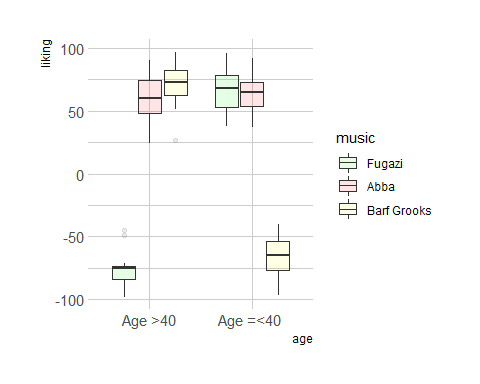 liking
100
50
0
-50
-100
Age >40
Age =<40
age
music
Fugazi
Abba
Barf Grooks